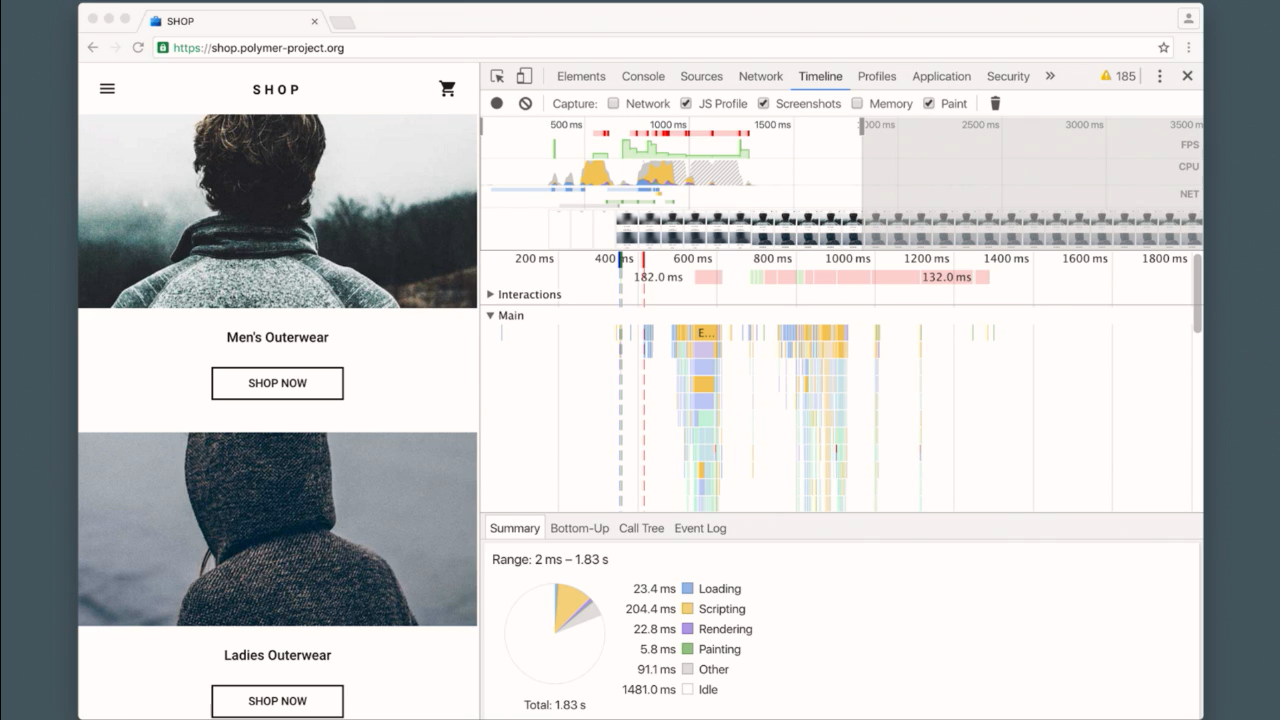 SHOP
https://shop.polymer-project.org
SHOP
Men's Outerwear
SHOP NOW
Ladies Outerwear
SHOP NOW
Elements Console Sources Network Timeline Profiles Application Security » 185
Capture: Network JS Profile Screenshots Memory Paint
500 ms 1000 ms 1500 ms 2000 ms 2500 ms 3000 ms 3500 m
FPS
CPU
NET
200 ms 400 ms 600 ms 800 ms 1000 ms 1200 ms 1400 ms 1600 ms 1800 ms
182.0 ms 132.0 ms
Interactions
Main
E...
Summary Bottom-Up Call Tree Event Log
Range: 2 ms – 1.83 s
23.4 ms Loading
204.4 ms Scripting
22.8 ms Rendering
5.8 ms Painting
91.1 ms Other
1481.0 ms Idle
Total: 1.83 s